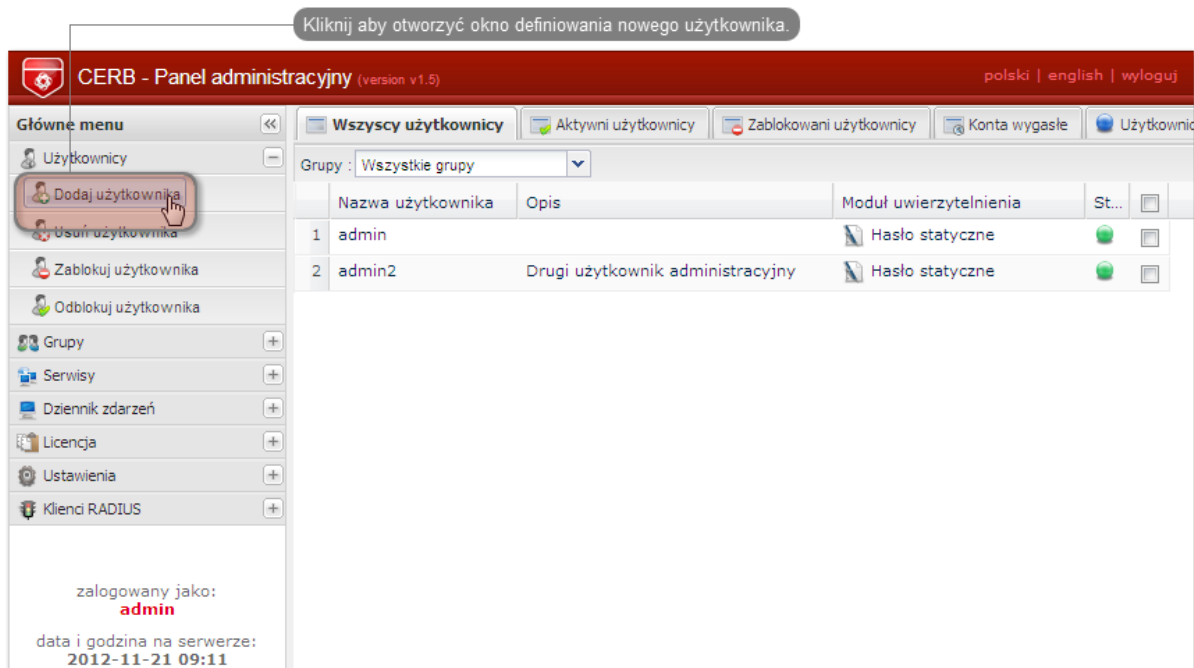 Kliknij aby otworzyć okno definiowania nowego użytkownika.
CERB - Panel administracyjny (version v1.5)
polski | english | wyloguj
Główne menu
Użytkownicy
Dodaj użytkownika
Usuń użytkownika
Zablokuj użytkownika
Odblokuj użytkownika
Grupy
Serwisy
Dziennik zdarzeń
Licencja
Ustawienia
Klienci RADIUS
zalogowany jako:
admin
data i godzina na serwerze:
2012-11-21 09:11
Wszyscy użytkownicy
Aktywni użytkownicy
Zablokowani użytkownicy
Konta wygasłe
Użytkownic
Grupy : Wszystkie grupy
Nazwa użytkownika Opis Moduł uwierzytelnienia St...
1 admin Hasło statyczne
2 admin2 Drugi użytkownik administracyjny Hasło statyczne